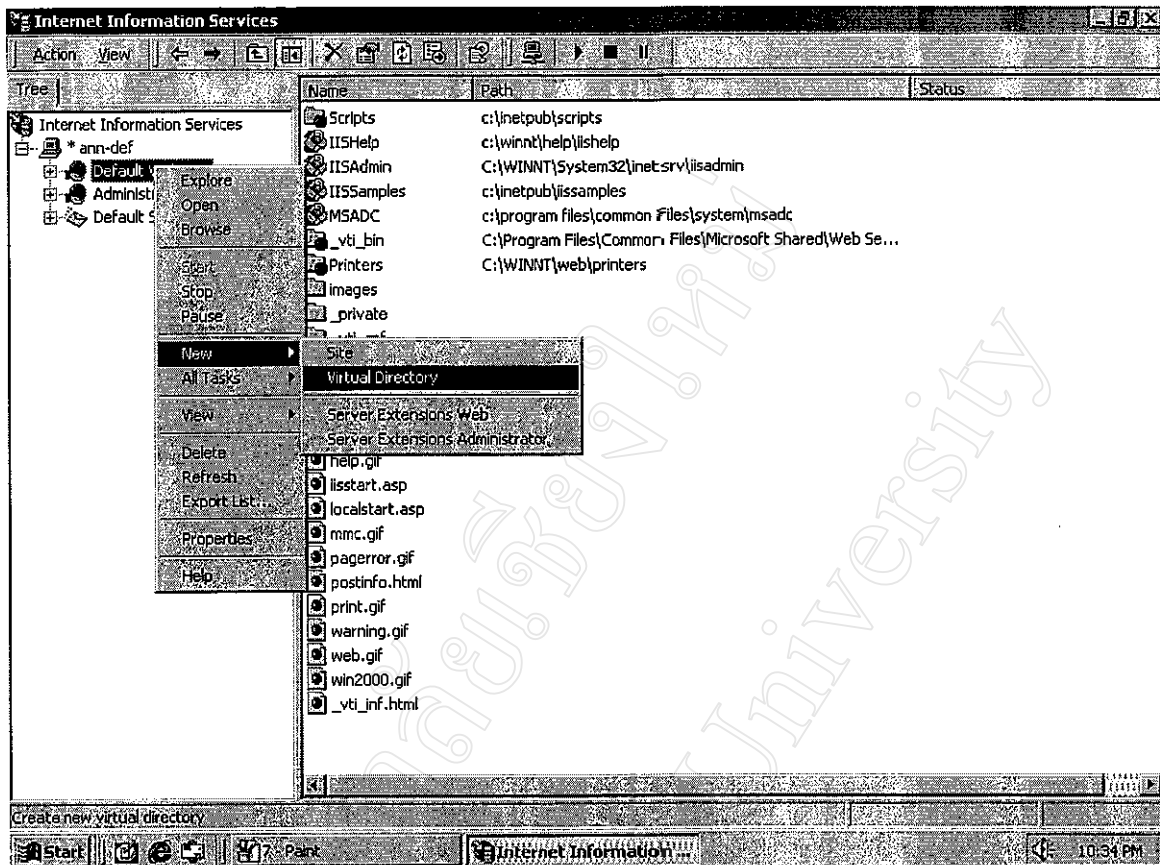 Internet Information Services
Action View
Tree
Name Path Status
Internet Information Services
* ann-def
Default
Administ
Default S
Scripts c:\inetpub\scripts
IISHelp c:\winnt\help\iishelp
IISAdmin C:\WINNT\System32\inetsrv\iisadmin
IISSamples c:\inetpub\iissamples
MSADC c:\program files\common Files\system\msadc
_vti_bin C:\Program Files\Common Files\Microsoft Shared\Web Se...
Printers C:\WINNT\web\printers
images
_private
help.gif
iisstart.asp
localstart.asp
mmc.gif
pagerror.gif
postinfo.html
print.gif
warning.gif
web.gif
win2000.gif
_vti_inf.html
Explore
Open
Browse
Start
Stop
Pause
New
All Tasks
View
Delete
Refresh
Export List...
Properties
Help
Site
Virtual Directory
Server Extensions Web
Server Extensions Administrator
Create new virtual directory
Start 7 - Paint Internet Information ... 10:34 PM
University